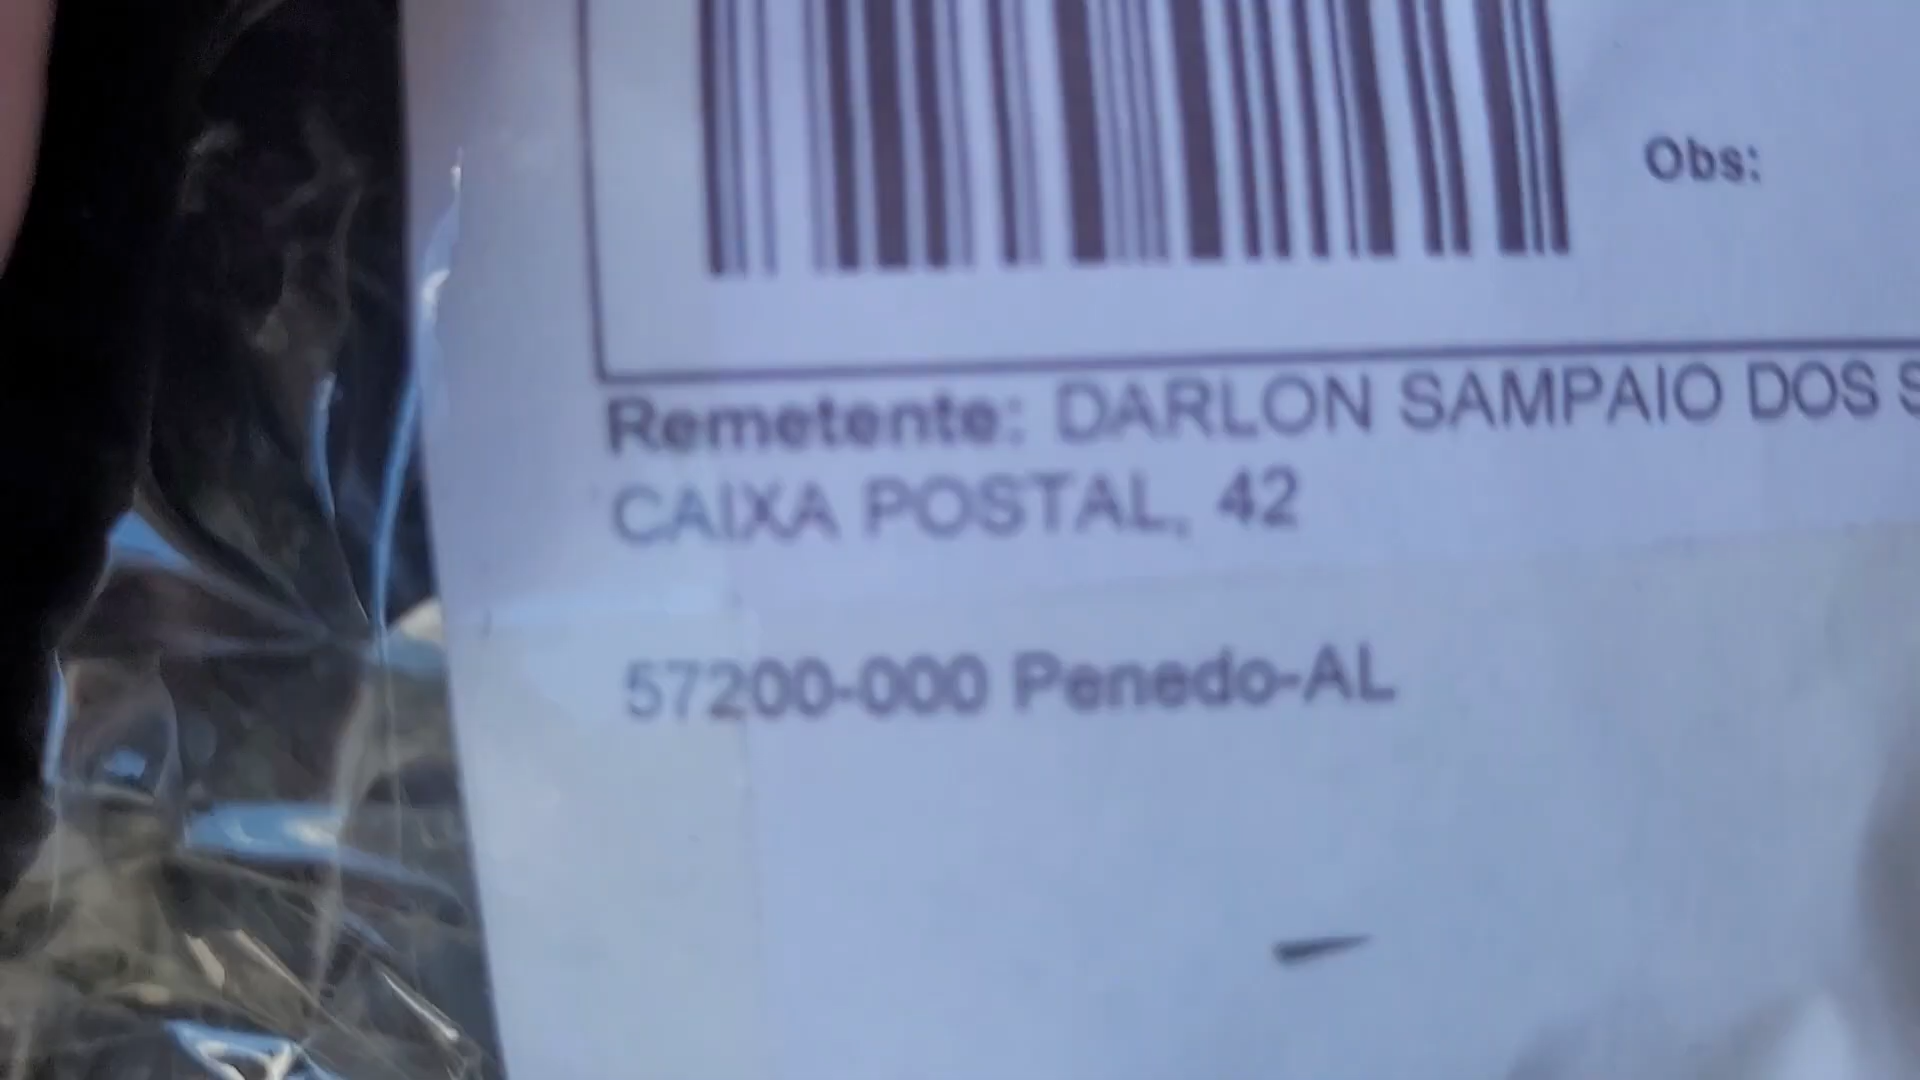 Obs:
Remetente: DARLON SAMPAIO DOS
CAIXA POSTAL, 42
57200-000 Penedo-AL